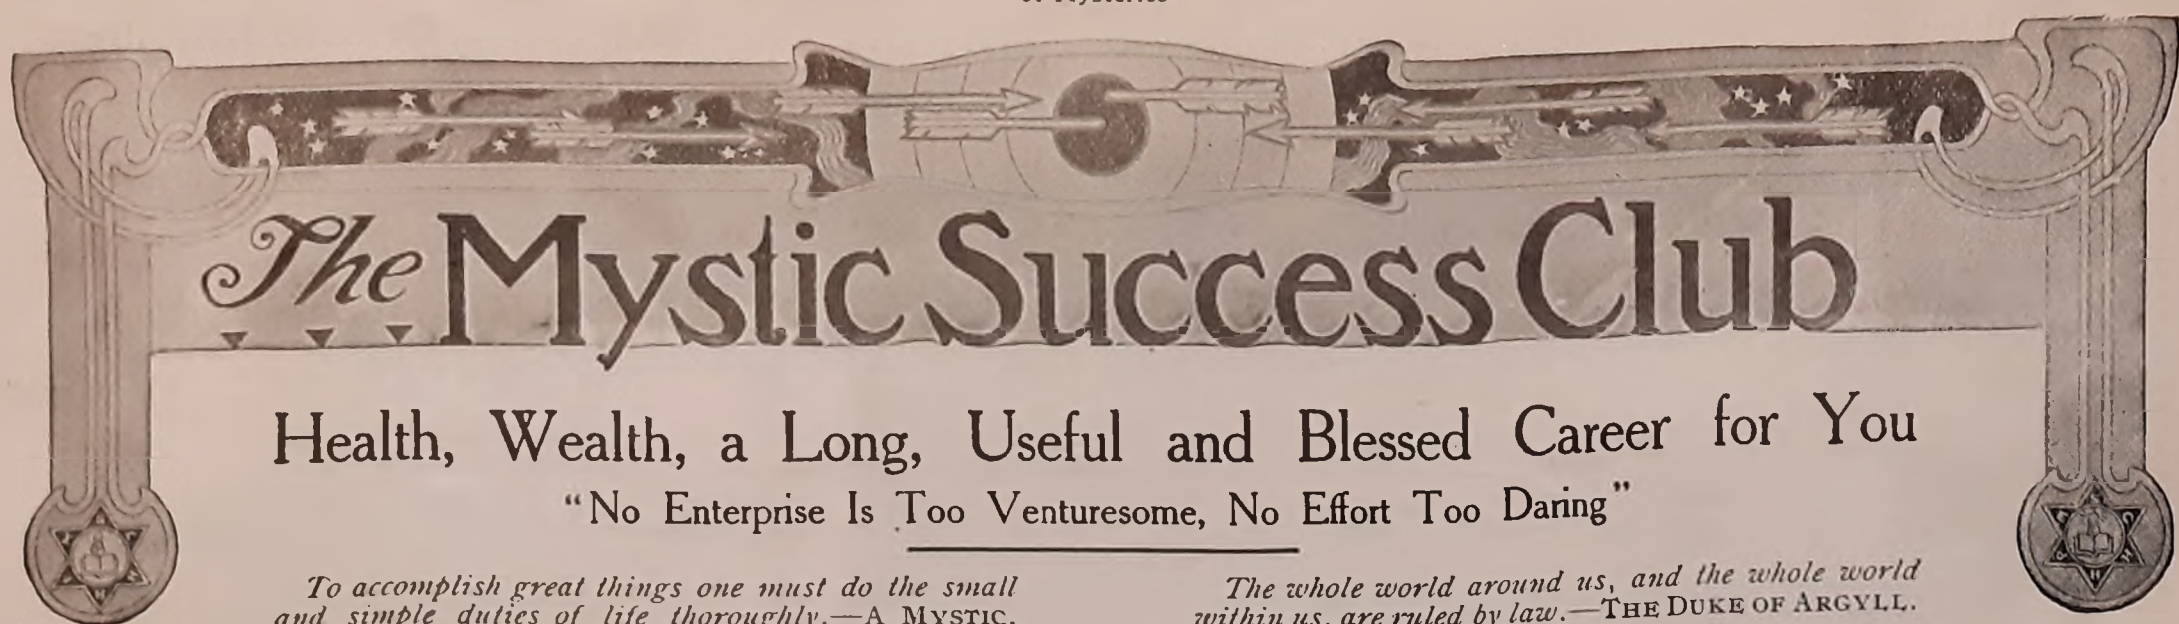 The Mystic Success Club
Health, Wealth, a Long, Useful and Blessed Career for You
"No Enterprise Is Too Venturesome, No Effort Too Daring"
To accomplish great things one must do the small
and simple duties of life thoroughly.—A MYSTIC.
The whole world around us, and the whole world
within us, are ruled by law.—THE DUKE OF ARGYLL.